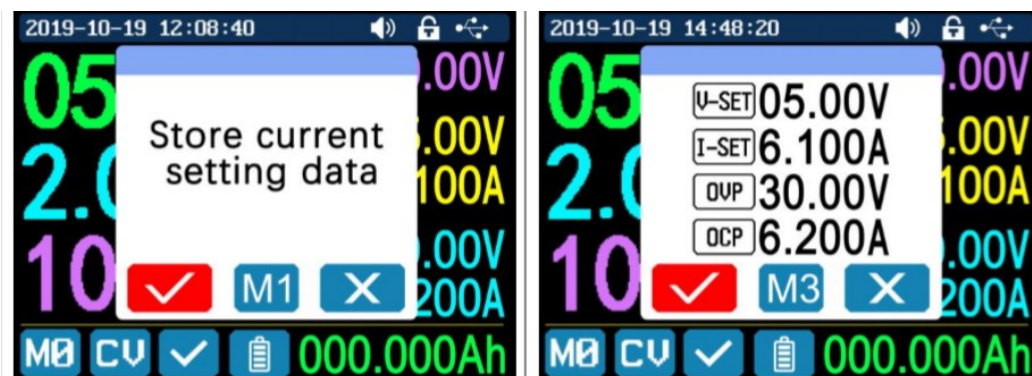 2019-10-19 12:08:40
05
.00V
Store current
setting data
.00V
2.0
100A
.00V
10
M1
200A
M0 CV 000.000Ah
2019-10-19 14:48:20
05
.00V
V-SET 05.00V
.00V
I-SET 6.100A
2.0
100A
OVP 30.00V
OCP 6.200A
.00V
10
M3
200A
M0 CV 000.000Ah